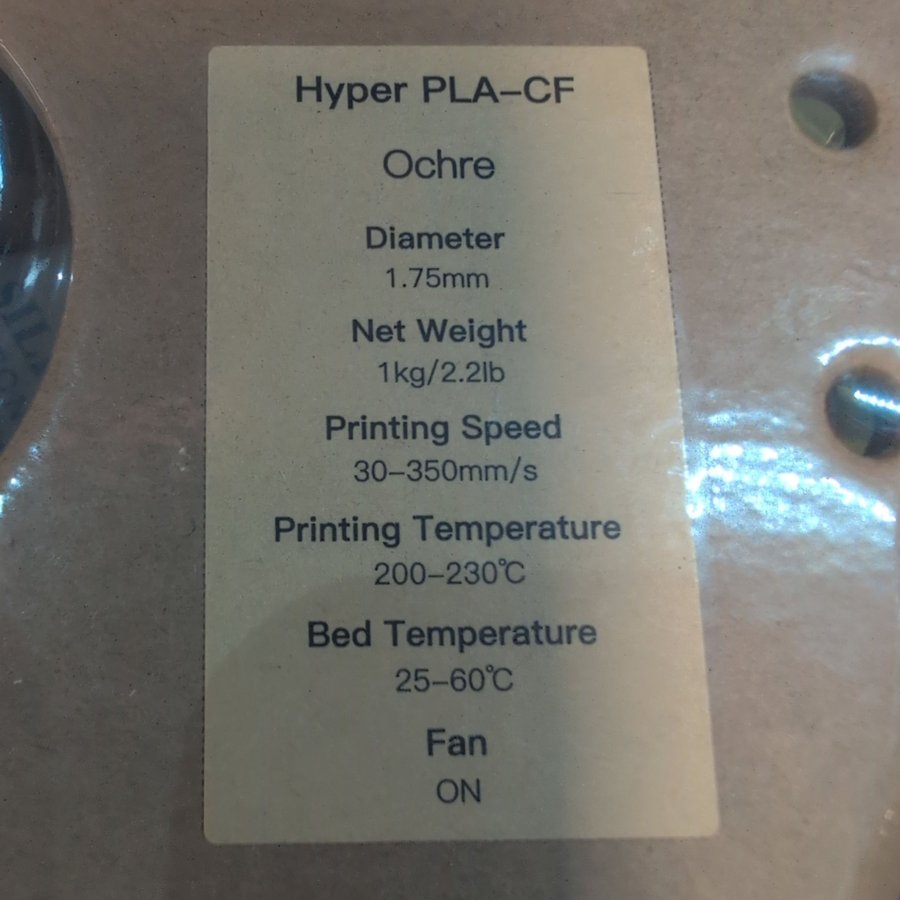 Hyper PLA–CF
Ochre
Diameter
1.75mm
Net Weight
1kg/2.2lb
Printing Speed
30–350mm/s
Printing Temperature
200–230℃
Bed Temperature
25–60℃
Fan
ON